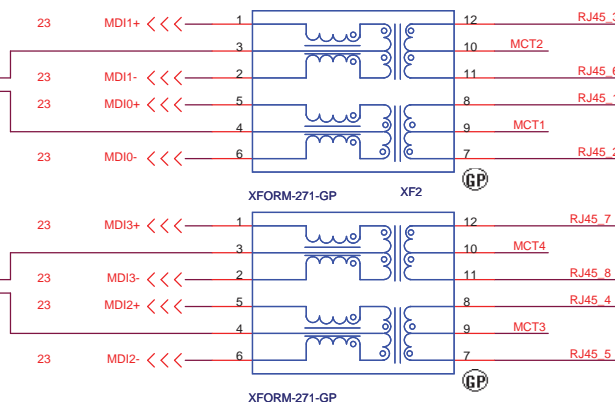 23 MDI1+ 1 12 RJ45_3
3 10 MCT2
23 MDI1- 2 11 RJ45_6
23 MDI0+ 5 8 RJ45_1
4 9 MCT1
23 MDI0- 6 7 RJ45_2
GP
XFORM-271-GP XF2
23 MDI3+ 1 12 RJ45_7
3 10 MCT4
23 MDI3- 2 11 RJ45_8
23 MDI2+ 5 8 RJ45_4
4 9 MCT3
23 MDI2- 6 7 RJ45_5
GP
XFORM-271-GP